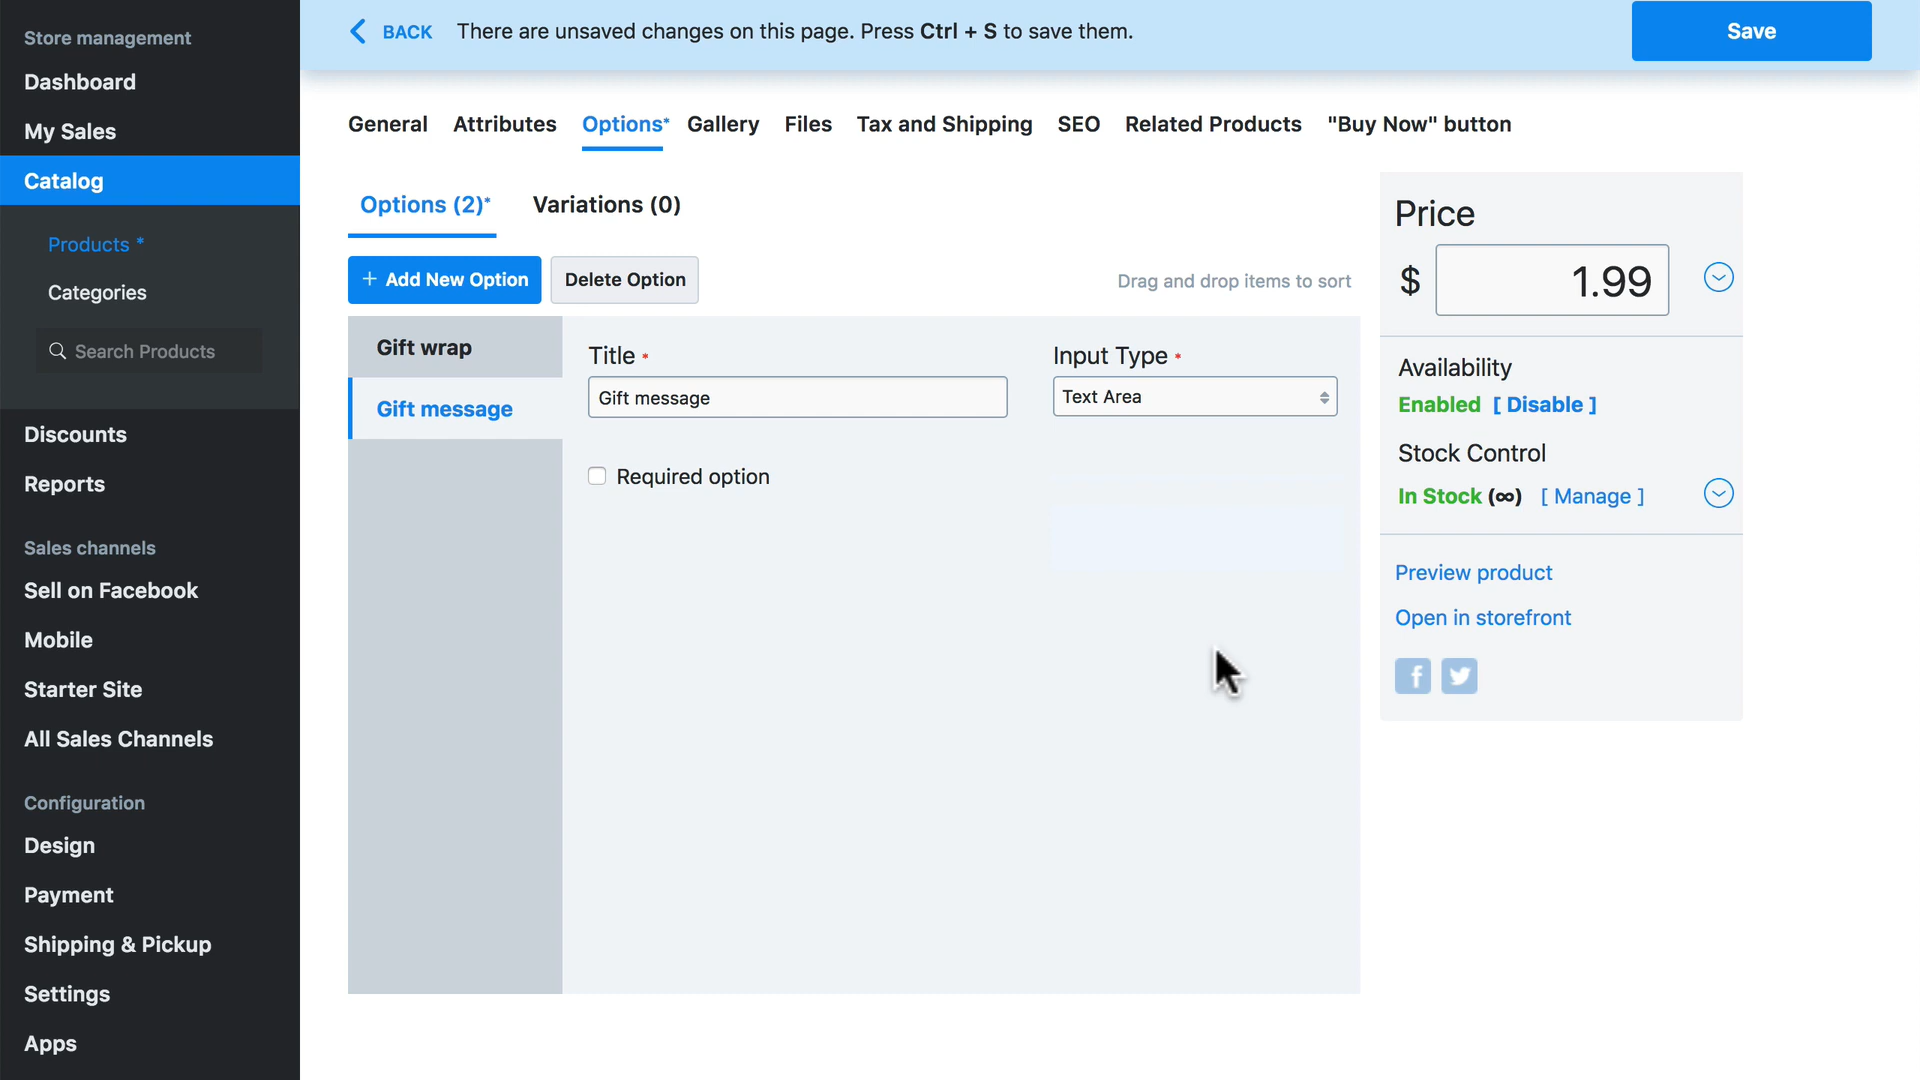 Store management
Dashboard
My Sales
Catalog
Products *
Categories
Search Products
Discounts
Reports
Sales channels
Sell on Facebook
Mobile
Starter Site
All Sales Channels
Configuration
Design
Payment
Shipping & Pickup
Settings
Apps
BACK There are unsaved changes on this page. Press Ctrl + S to save them. Save
General Attributes Options* Gallery Files Tax and Shipping SEO Related Products "Buy Now" button
Options (2)* Variations (0)
+ Add New Option Delete Option Drag and drop items to sort
Gift wrap
Gift message
Title * Input Type *
Gift message Text Area
Required option
Price
$ 1.99
Availability
Enabled [ Disable ]
Stock Control
In Stock (∞) [ Manage ]
Preview product
Open in storefront